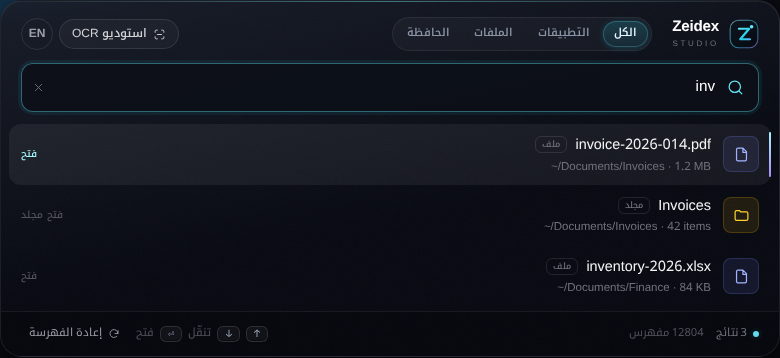 Zeidex
STUDIO
الكل
التطبيقات
الملفات
الحافظة
استوديو OCR
EN
inv
invoice-2026-014.pdf ملف
~/Documents/Invoices · 1.2 MB
فتح
Invoices مجلد
~/Documents/Invoices · 42 items
فتح مجلد
inventory-2026.xlsx ملف
~/Documents/Finance · 84 KB
فتح
3 نتائج
12804 مفهرس
↑ ↓ تنقّل ⏎ فتح
إعادة الفهرسة